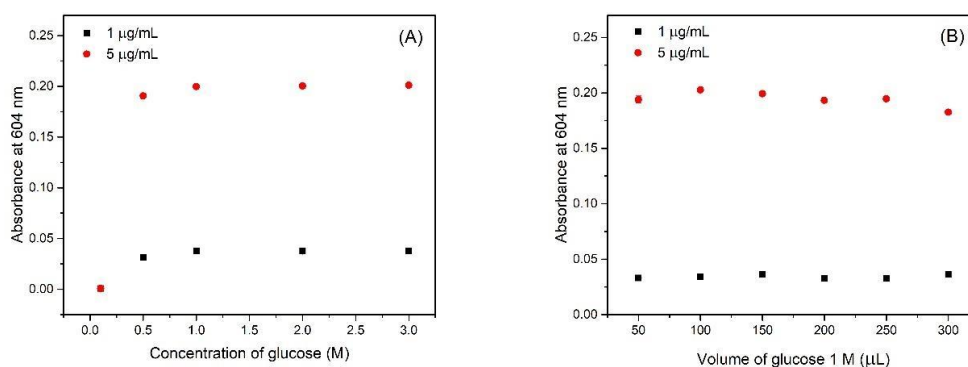 1 μg/mL
5 μg/mL
(A)
0.25
0.20
0.15
0.10
0.05
0.00
Absorbance at 604 nm
0.0 0.5 1.0 1.5 2.0 2.5 3.0
Concentration of glucose (M)
1 μg/mL
5 μg/mL
(B)
0.25
0.20
0.15
0.10
0.05
0.00
Absorbance at 604 nm
50 100 150 200 250 300
Volume of glucose 1 M (μL)